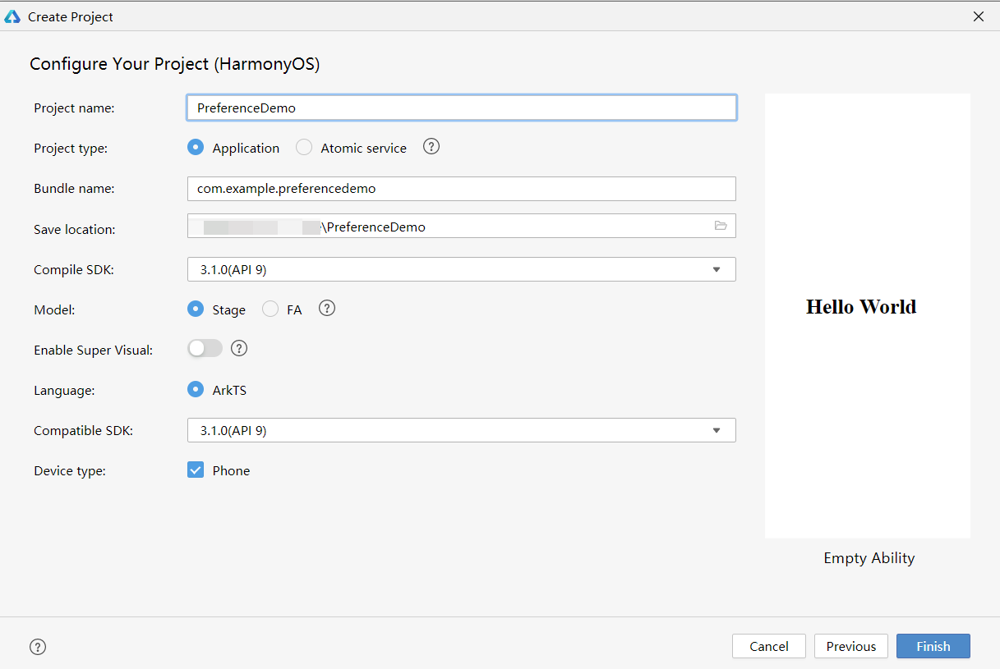 Create Project
Configure Your Project (HarmonyOS)
Project name: PreferenceDemo
Project type: Application Atomic service ?
Bundle name: com.example.preferencedemo
Save location: \PreferenceDemo
Compile SDK: 3.1.0(API 9)
Model: Stage FA ?
Enable Super Visual: ?
Language: ArkTS
Compatible SDK: 3.1.0(API 9)
Device type: Phone
Hello World
Empty Ability
? Cancel Previous Finish